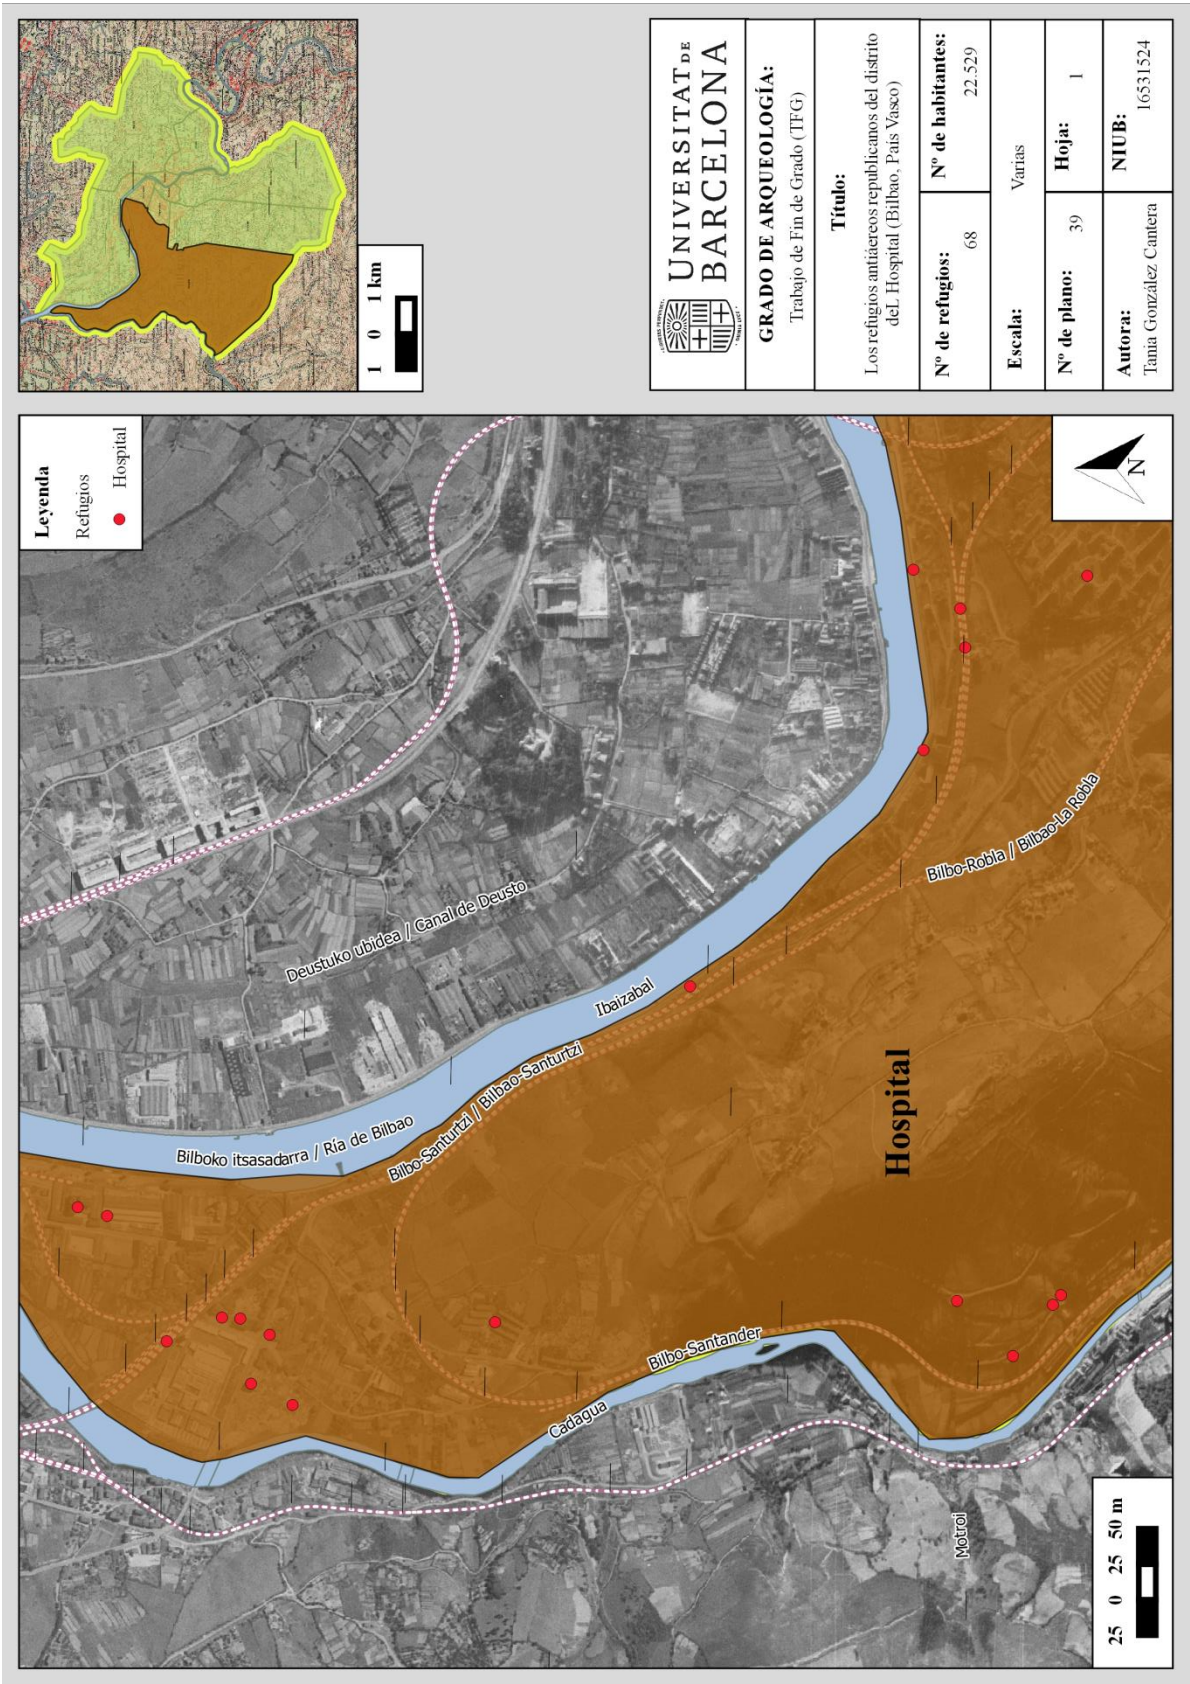 Leyenda
Refugios
Hospital
Deustuko ubidea / Canal de Deusto
Bilboko itsasadarra / Ría de Bilbao
Ibaizabal
Bilbo-Santurtzi / Bilbao-Santurtzi
Bilbo-Robla / Bilbao-La Robla
Hospital
Bilbo-Santander
Cadagua
Motroi
25 0 25 50 m
N
1 0 1 km
UNIVERSITAT DE
BARCELONA
GRADO DE ARQUEOLOGÍA:
Trabajo de Fin de Grado (TFG)
Título:
Los refugios antiáereos republicanos del distrito
del Hospital (Bilbao, País Vasco)
Nº de refugios:
68
Nº de habitantes:
22.529
Escala:
Varias
Nº de plano:
39
Hoja:
1
Autora:
Tania González Cantera
NIUB:
16531524